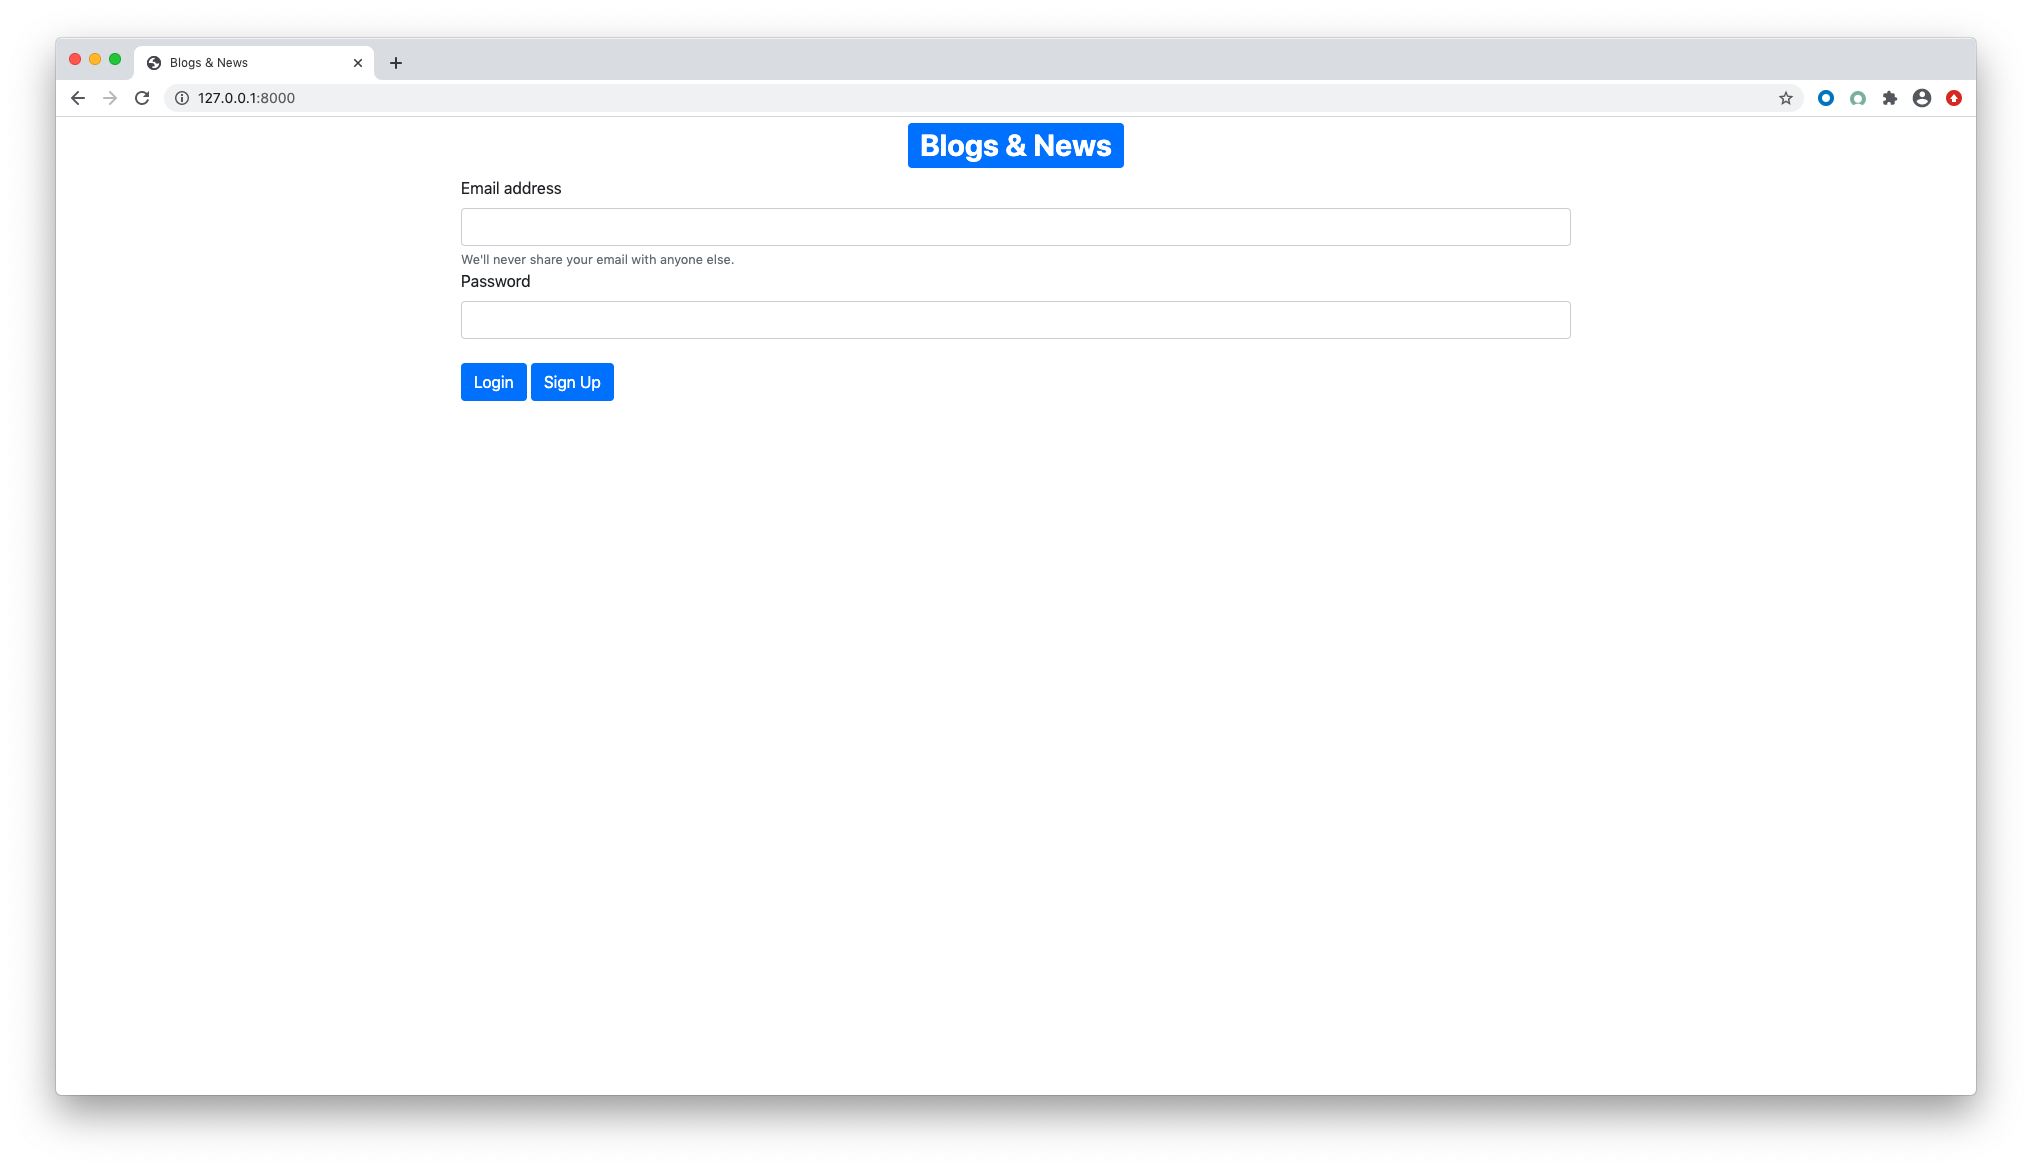 Blogs & News
127.0.0.1:8000
Blogs & News
Email address
We'll never share your email with anyone else.
Password
Login Sign Up